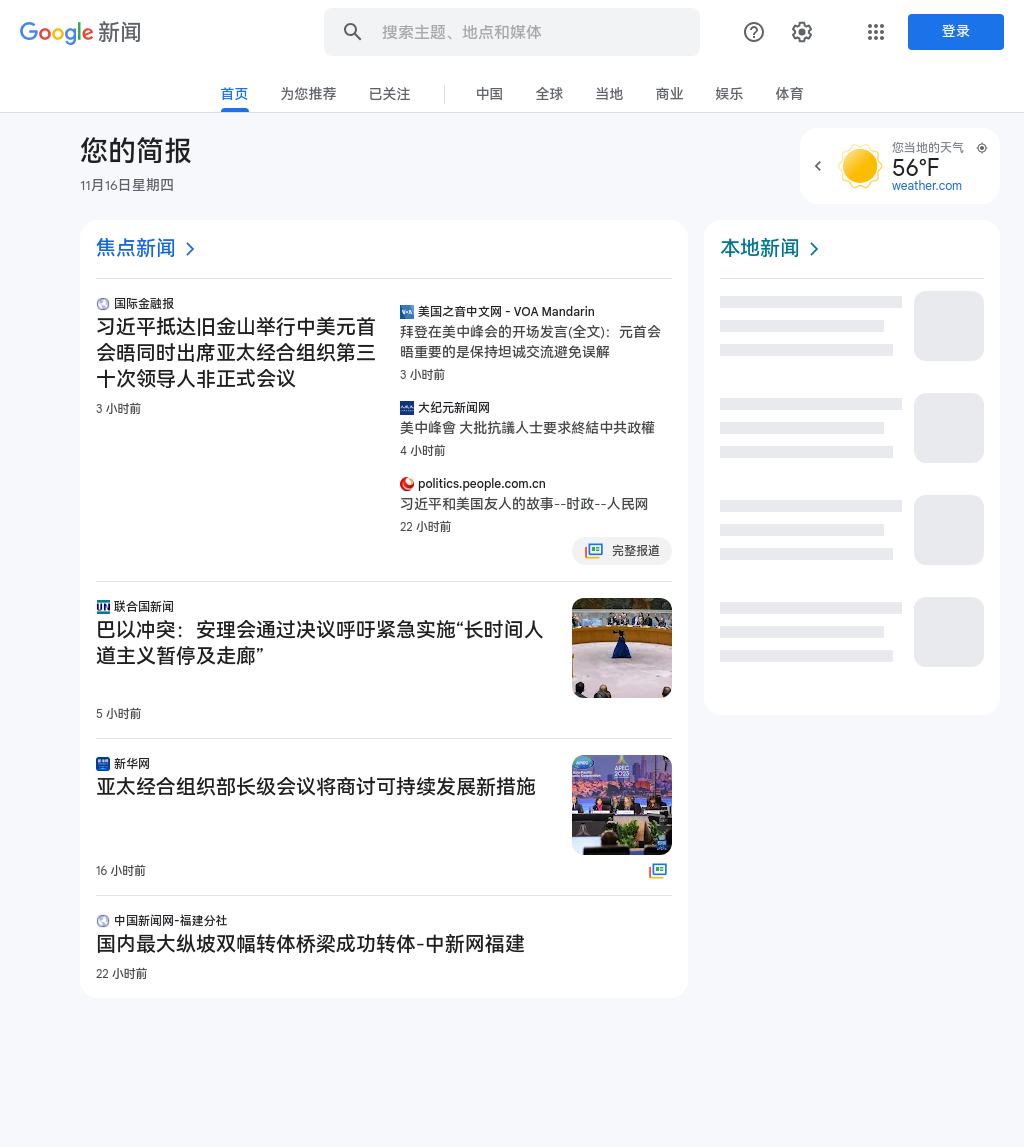 Google 新闻
搜索主题、地点和媒体
登录
首页
为您推荐
已关注
中国
全球
当地
商业
娱乐
体育
您的简报
11月16日星期四
您当地的天气
56°F
weather.com
焦点新闻
国际金融报
习近平抵达旧金山举行中美元首
会晤同时出席亚太经合组织第三
十次领导人非正式会议
3 小时前
美国之音中文网 - VOA Mandarin
拜登在美中峰会的开场发言(全文)：元首会
晤重要的是保持坦诚交流避免误解
3 小时前
大纪元新闻网
美中峰會 大批抗議人士要求終結中共政權
4 小时前
politics.people.com.cn
习近平和美国友人的故事--时政--人民网
22 小时前
完整报道
联合国新闻
巴以冲突：安理会通过决议呼吁紧急实施“长时间人
道主义暂停及走廊”
5 小时前
新华网
亚太经合组织部长级会议将商讨可持续发展新措施
APEC
2023
16 小时前
中国新闻网-福建分社
国内最大纵坡双幅转体桥梁成功转体-中新网福建
22 小时前
本地新闻